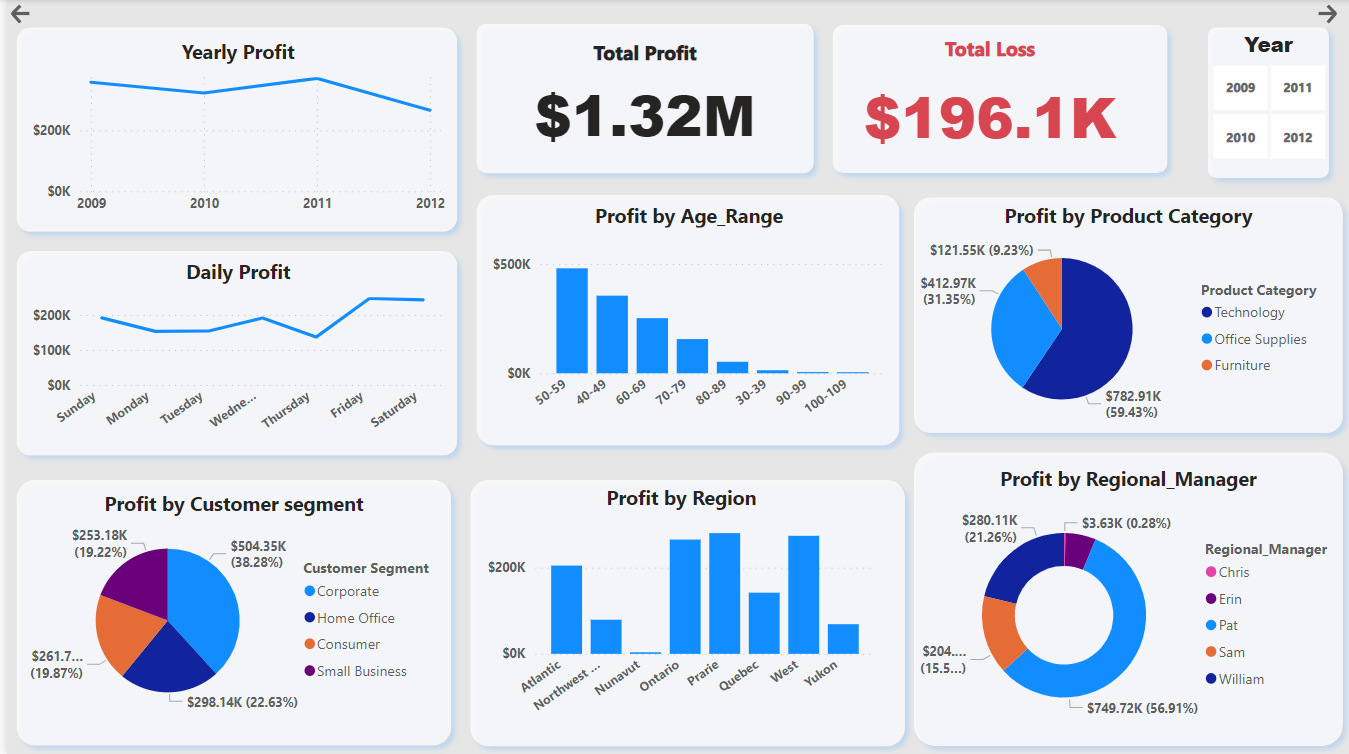 Yearly Profit
$200K
$0K
2009 2010 2011 2012
Total Profit
$1.32M
Total Loss
$196.1K
Year
2009 2011
2010 2012
Daily Profit
$200K
$100K
$0K
Sunday Monday Tuesday Wedne... Thursday Friday Saturday
Profit by Age_Range
$500K
$0K
50-59 40-49 60-69 70-79 80-89 30-39 90-99 100-109
Profit by Product Category
$121.55K (9.23%)
$412.97K
(31.35%)
$782.91K
(59.43%)
Product Category
Technology
Office Supplies
Furniture
Profit by Customer segment
$253.18K
(19.22%)
$504.35K
(38.28%)
$261.7...
(19.87%)
$298.14K (22.63%)
Customer Segment
Corporate
Home Office
Consumer
Small Business
Profit by Region
$200K
$0K
Atlantic Northwest ... Nunavut Ontario Prarie Quebec West Yukon
Profit by Regional_Manager
$280.11K
(21.26%)
$3.63K (0.28%)
$204....
(15.5...)
$749.72K (56.91%)
Regional_Manager
Chris
Erin
Pat
Sam
William